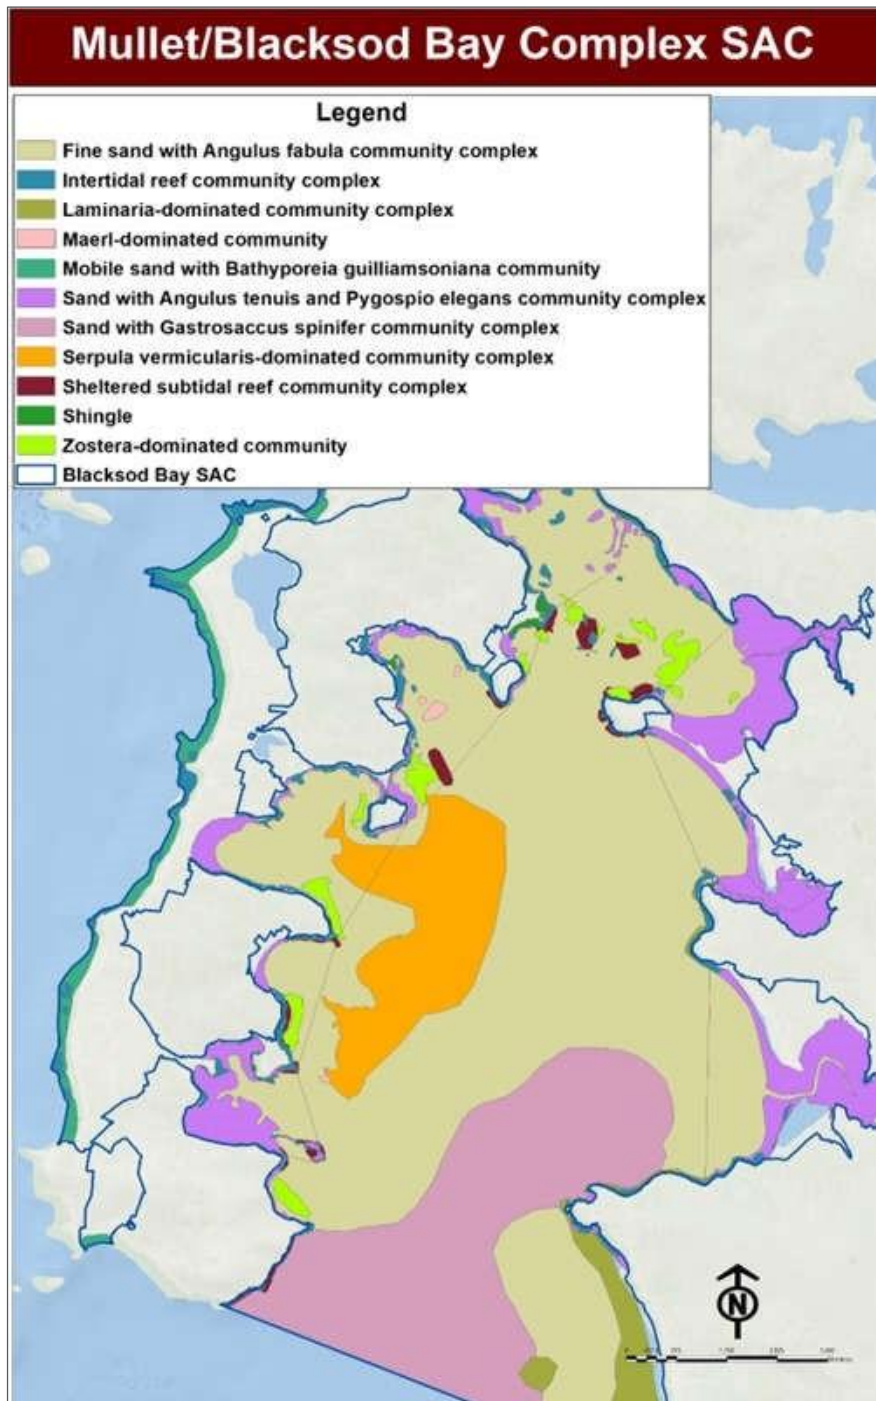 Mullet/Blacksod Bay Complex SAC
Legend
Fine sand with Angulus fabula community complex
Intertidal reef community complex
Laminaria-dominated community complex
Maerl-dominated community
Mobile sand with Bathyporeia guilliamsoniana community
Sand with Angulus tenuis and Pygospio elegans community complex
Sand with Gastrosaccus spinifer community complex
Serpula vermicularis-dominated community complex
Sheltered subtidal reef community complex
Shingle
Zostera-dominated community
Blacksod Bay SAC
N